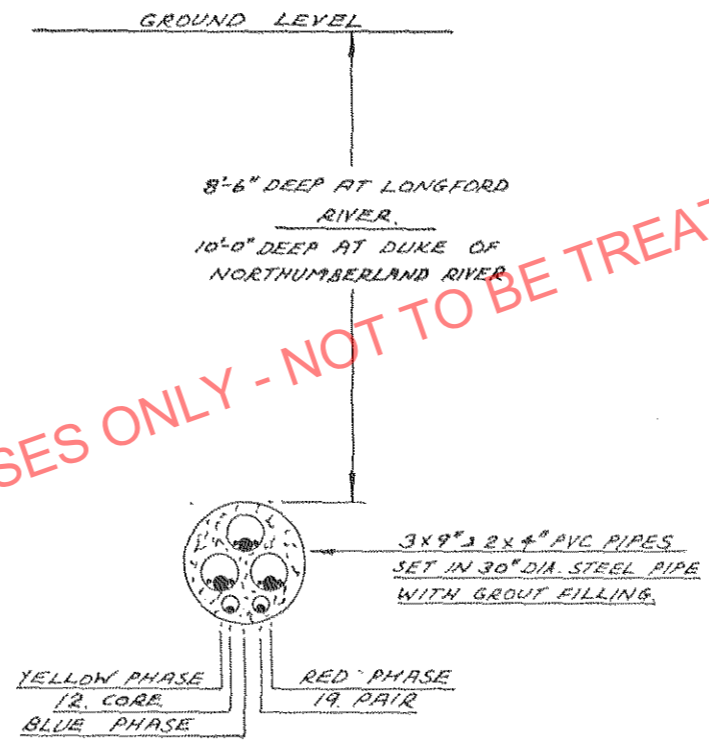 GROUND LEVEL
8'-6" DEEP AT LONGFORD
RIVER.
10'-0" DEEP AT DUKE OF
NORTHUMBERLAND RIVER
SES ONLY - NOT TO BE TREAT
3 x 9" & 2 x 4" PVC PIPES
SET IN 30" DIA. STEEL PIPE
WITH GROUT FILLING.
YELLOW PHASE
12. CORE
BLUE PHASE
RED PHASE
19. PAIR